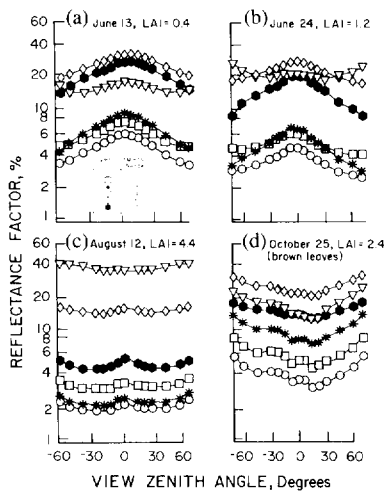 (a) June 13, LAI=0.4
(b) June 24, LAI=1.2
60
40
20
10
8
6
4
2
1
(c) August 12, LAI=4.4
(d) October 25, LAI=2.4
(brown leaves)
60
40
20
10
8
6
4
2
1
REFLECTANCE FACTOR, %
-60 -30 0 30 60
-60 -30 0 30 60
VIEW ZENITH ANGLE, Degrees